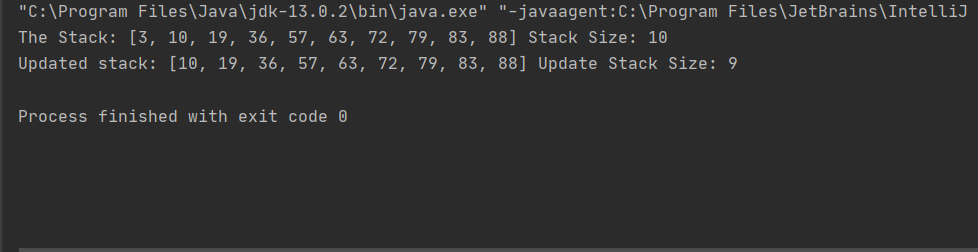 "C:\Program Files\Java\jdk-13.0.2\bin\java.exe" "-javaagent:C:\Program Files\JetBrains\IntelliJ
The Stack: [3, 10, 19, 36, 57, 63, 72, 79, 83, 88] Stack Size: 10
Updated stack: [10, 19, 36, 57, 63, 72, 79, 83, 88] Update Stack Size: 9
Process finished with exit code 0